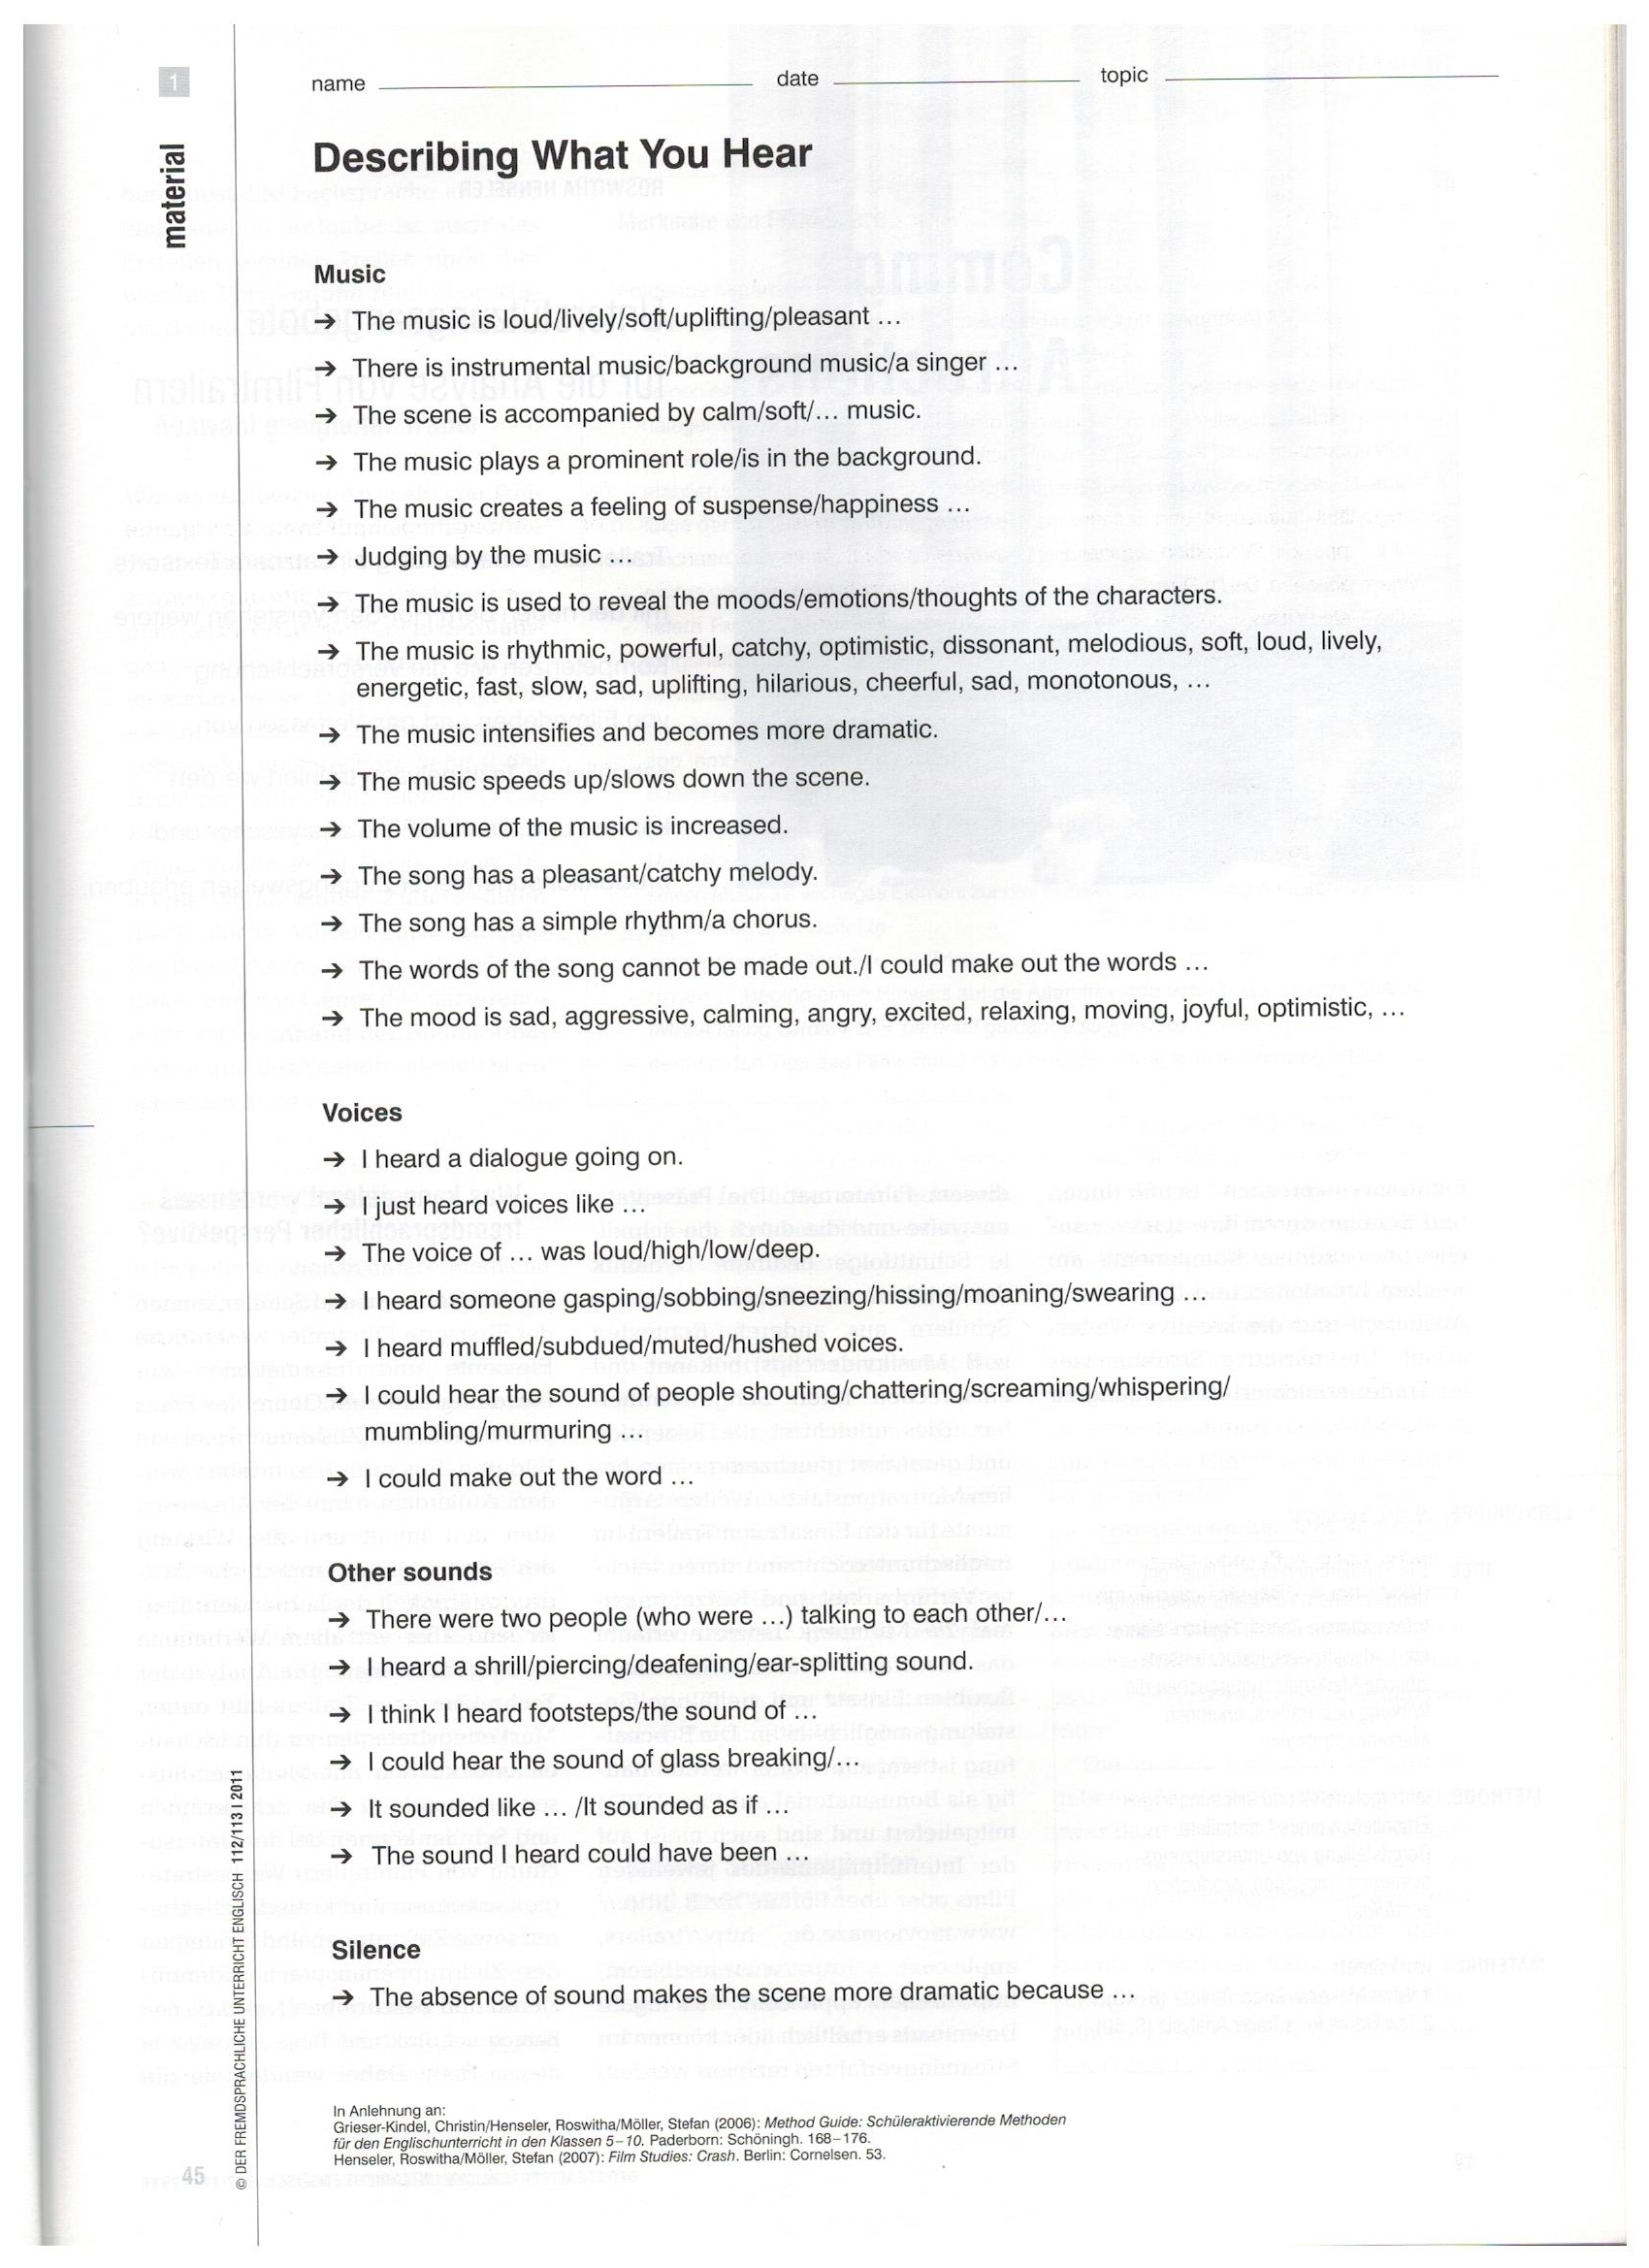 1
material
name date topic
Describing What You Hear
Music
→ The music is loud/lively/soft/uplifting/pleasant ...
→ There is instrumental music/background music/a singer ...
→ The scene is accompanied by calm/soft/... music.
→ The music plays a prominent role/is in the background.
→ The music creates a feeling of suspense/happiness ...
→ Judging by the music ...
→ The music is used to reveal the moods/emotions/thoughts of the characters.
→ The music is rhythmic, powerful, catchy, optimistic, dissonant, melodious, soft, loud, lively,
energetic, fast, slow, sad, uplifting, hilarious, cheerful, sad, monotonous, ...
→ The music intensifies and becomes more dramatic.
→ The music speeds up/slows down the scene.
→ The volume of the music is increased.
→ The song has a pleasant/catchy melody.
→ The song has a simple rhythm/a chorus.
→ The words of the song cannot be made out./I could make out the words ...
→ The mood is sad, aggressive, calming, angry, excited, relaxing, moving, joyful, optimistic, ...
Voices
→ I heard a dialogue going on.
→ I just heard voices like ...
→ The voice of ... was loud/high/low/deep.
→ I heard someone gasping/sobbing/sneezing/hissing/moaning/swearing ...
→ I heard muffled/subdued/muted/hushed voices.
→ I could hear the sound of people shouting/chattering/screaming/whispering/
mumbling/murmuring ...
→ I could make out the word ...
Other sounds
→ There were two people (who were ...) talking to each other/...
→ I heard a shrill/piercing/deafening/ear-splitting sound.
→ I think I heard footsteps/the sound of ...
→ I could hear the sound of glass breaking/...
→ It sounded like ... /It sounded as if ...
→ The sound I heard could have been ...
Silence
→ The absence of sound makes the scene more dramatic because ...
In Anlehnung an:
Grieser-Kindel, Christin/Henseler, Roswitha/Möller, Stefan (2006): Method Guide: Schüleraktivierende Methoden
für den Englischunterricht in den Klassen 5–10. Paderborn: Schöningh. 168–176.
Henseler, Roswitha/Möller, Stefan (2007): Film Studies: Crash. Berlin: Cornelsen. 53.
45
© DER FREMDSPRACHLICHE UNTERRICHT ENGLISCH 112/113 | 2011